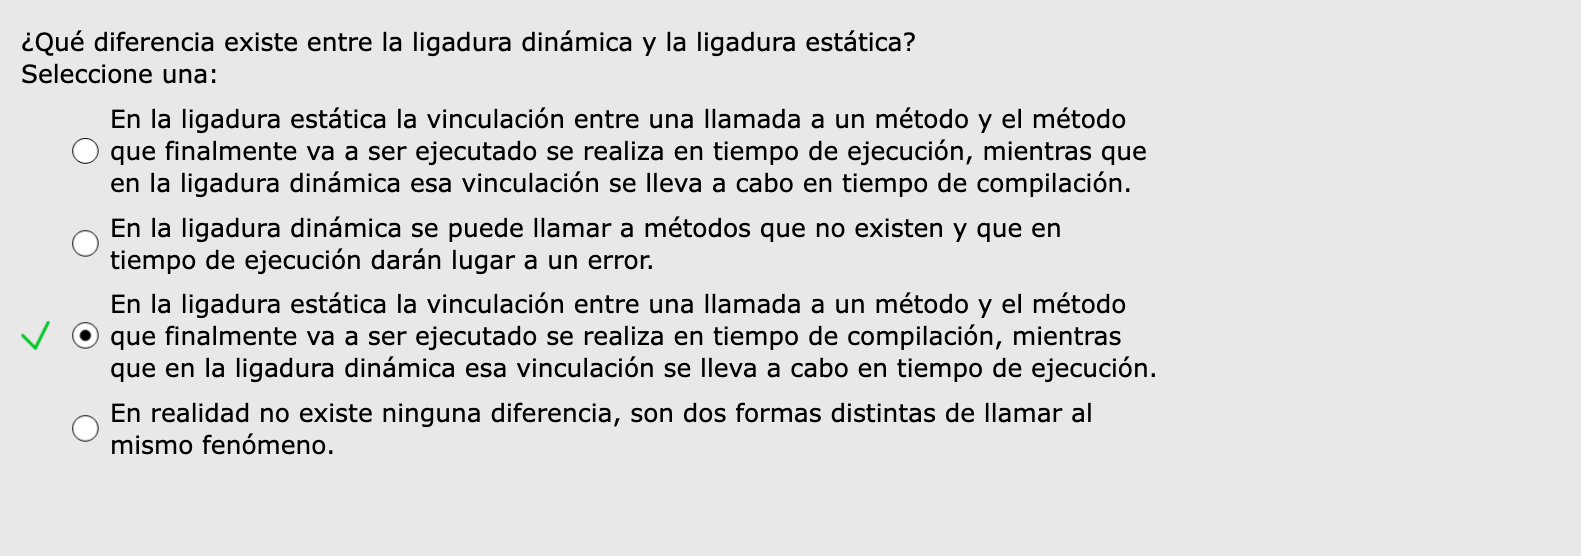 ¿Qué diferencia existe entre la ligadura dinámica y la ligadura estática?
Seleccione una:
En la ligadura estática la vinculación entre una llamada a un método y el método
que finalmente va a ser ejecutado se realiza en tiempo de ejecución, mientras que
en la ligadura dinámica esa vinculación se lleva a cabo en tiempo de compilación.
En la ligadura dinámica se puede llamar a métodos que no existen y que en
tiempo de ejecución darán lugar a un error.
En la ligadura estática la vinculación entre una llamada a un método y el método
que finalmente va a ser ejecutado se realiza en tiempo de compilación, mientras
que en la ligadura dinámica esa vinculación se lleva a cabo en tiempo de ejecución.
En realidad no existe ninguna diferencia, son dos formas distintas de llamar al
mismo fenómeno.